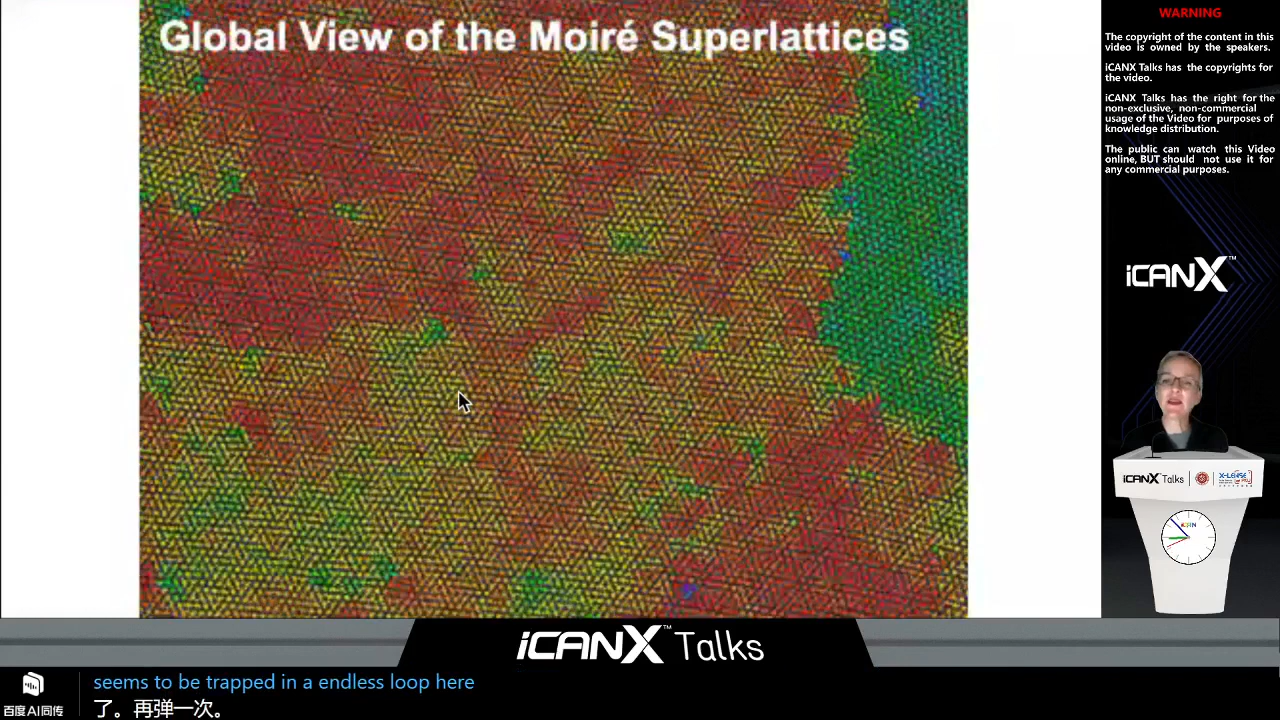 Global View of the Moiré Superlattices
WARNING
The copyright of the content in this
video is owned by the speakers.
iCANX Talks has the copyrights for
the video.
iCANX Talks has the right for the
non-exclusive, non-commercial
usage of the Video for purposes of
knowledge distribution.
The public can watch this Video
online, BUT should not use it for
any commercial purposes.
iCANX™
iCANX Talks
X-LENSE
iCANX™ Talks
seems to be trapped in a endless loop here
了。再弹一次。
百度AI同传